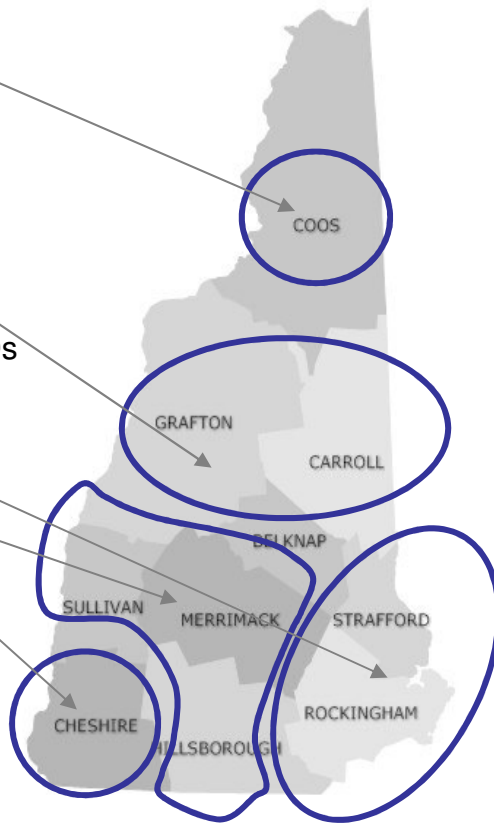 COOS
s
GRAFTON
CARROLL
BELKNAP
SULLIVAN
MERRIMACK
STRAFFORD
ROCKINGHAM
CHESHIRE
HILLSBOROUGH